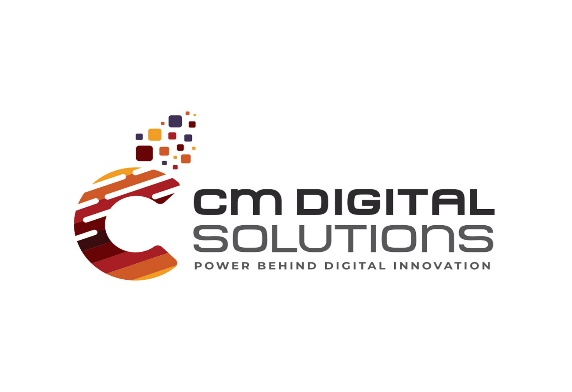 CM DIGITAL
SOLUTIONS
POWER BEHIND DIGITAL INNOVATION